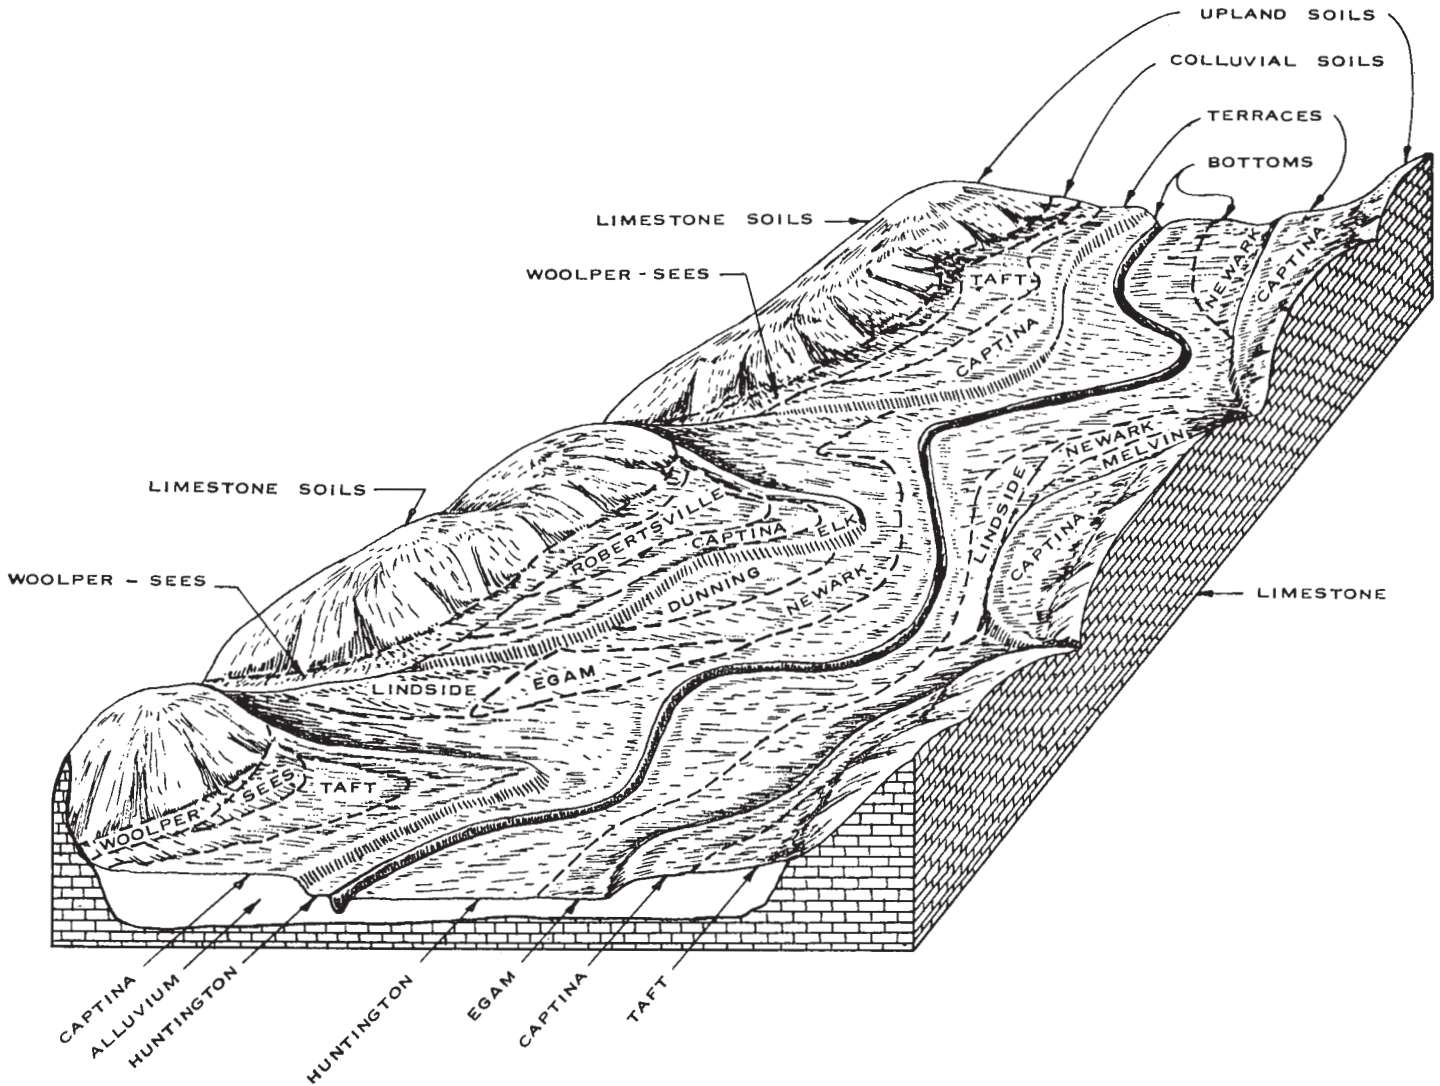 UPLAND SOILS
COLLUVIAL SOILS
TERRACES
BOTTOMS
LIMESTONE SOILS
WOOLPER - SEES
TAFT
NEWARK
CAPTINA
CAPTINA
NEWARK
MELVIN
LINDSIDE
LIMESTONE SOILS
ROBERTSVILLE
CAPTINA
ELK
CAPTINA
WOOLPER - SEES
DUNNING
NEWARK
LIMESTONE
LINDSIDE
EGAM
WOOLPER - SEES
TAFT
CAPTINA
ALLUVIUM
HUNTINGTON
HUNTINGTON
EGAM
CAPTINA
TAFT